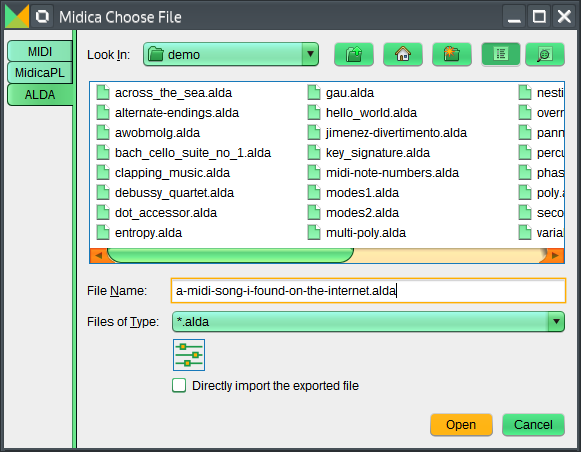 Midica Choose File
MIDI
MidicaPL
ALDA
Look In: demo
across_the_sea.alda
alternate-endings.alda
awobmolg.alda
bach_cello_suite_no_1.alda
clapping_music.alda
debussy_quartet.alda
dot_accessor.alda
entropy.alda
gau.alda
hello_world.alda
jimenez-divertimento.alda
key_signature.alda
midi-note-numbers.alda
modes1.alda
modes2.alda
multi-poly.alda
nesti
overr
pann
percu
phas
poly.a
seco
varia
File Name: a-midi-song-i-found-on-the-internet.alda
Files of Type: *.alda
Directly import the exported file
Open Cancel